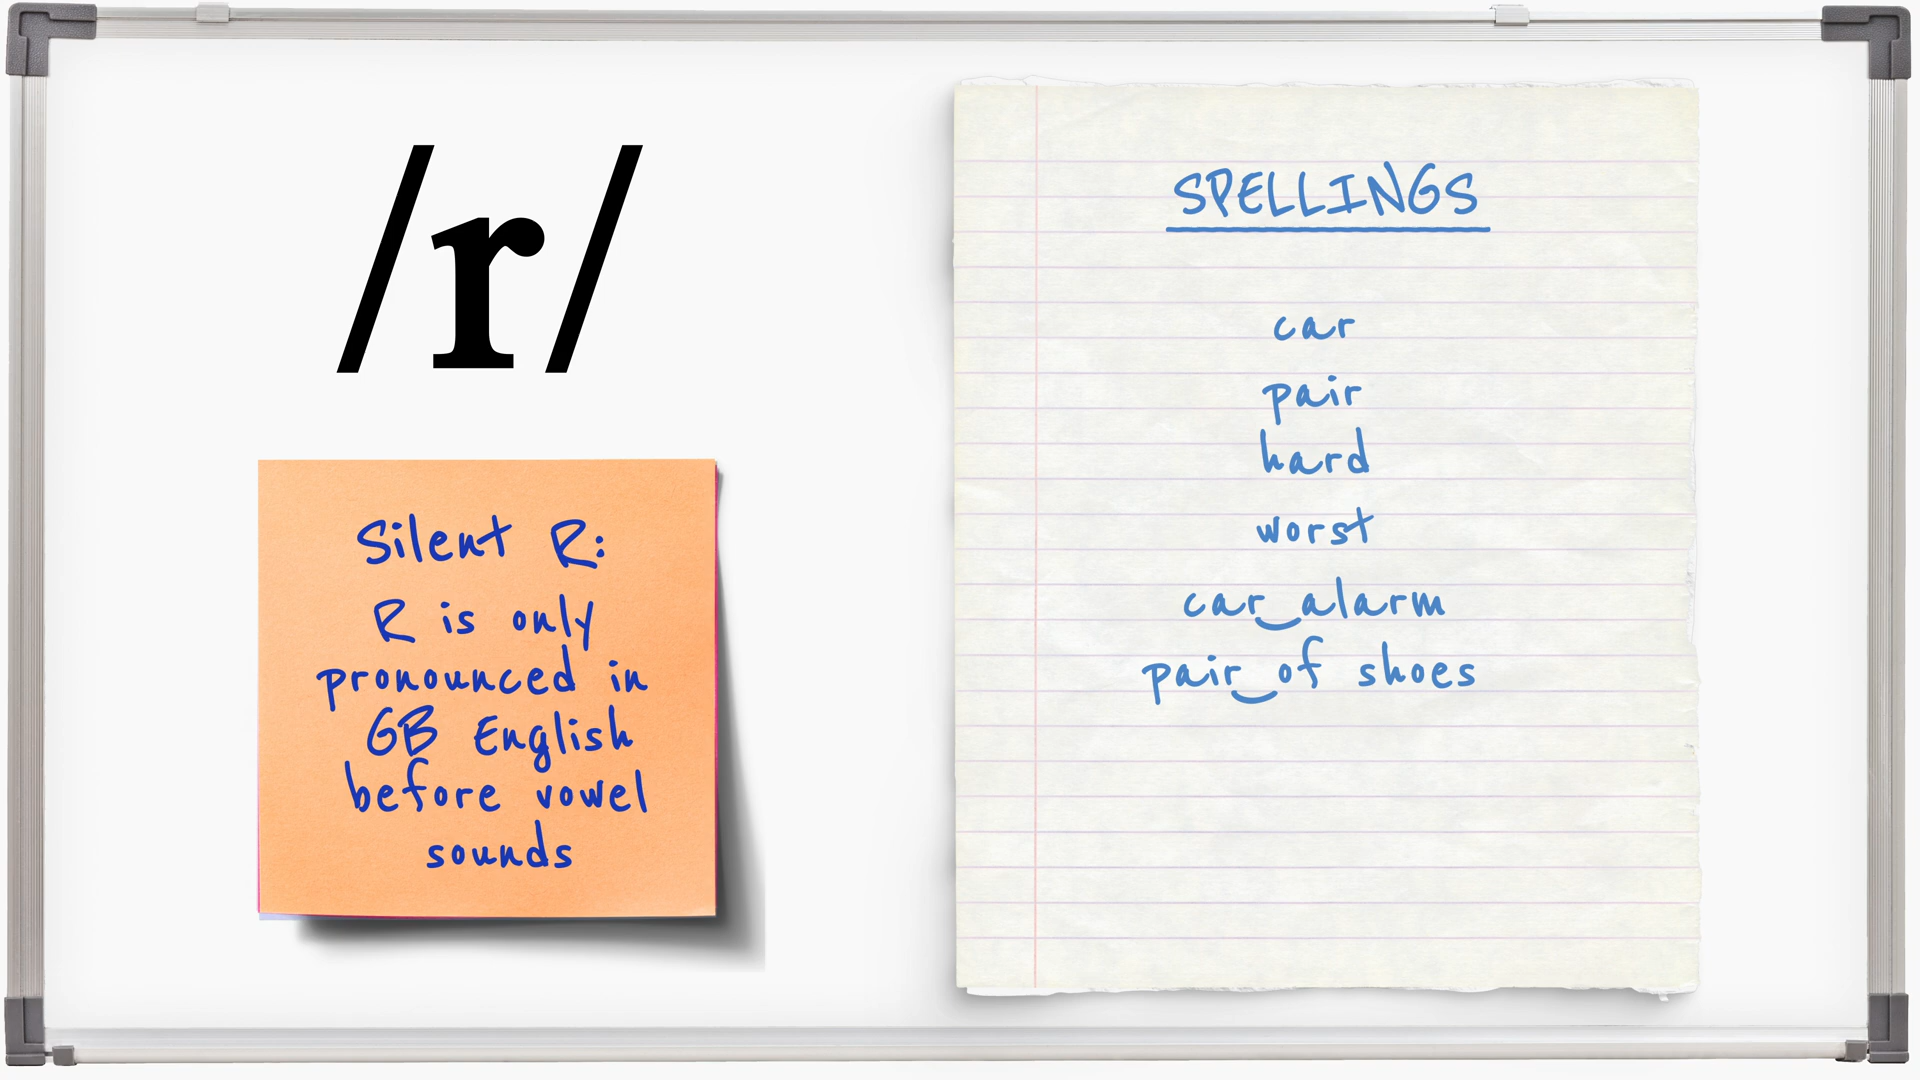 /r/
Silent R:
R is only
pronounced in
GB English
before vowel
sounds
SPELLINGS
car
pair
hard
worst
car‿alarm
pair‿of shoes